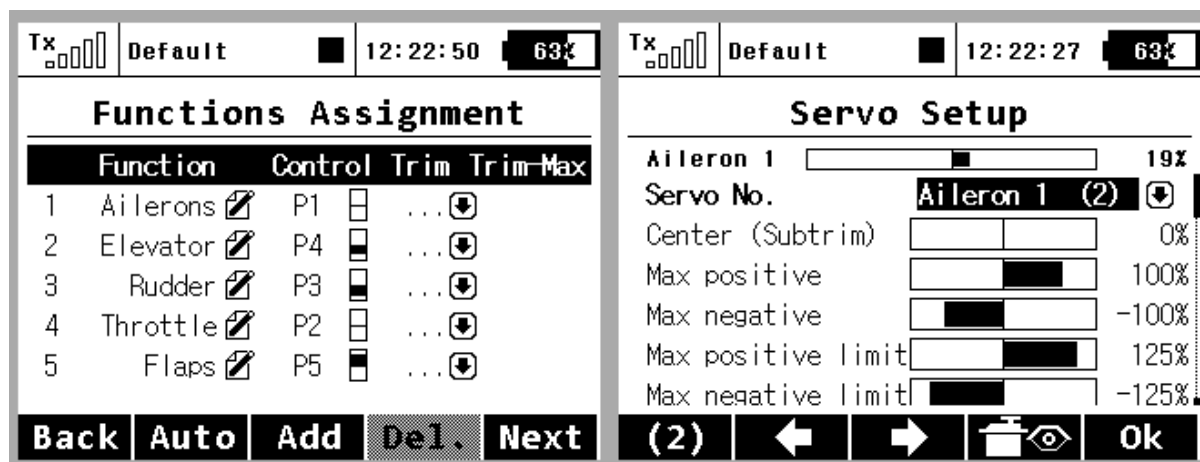 Tx Default 12:22:50 63%
Functions Assignment
Function Control Trim Trim-Max
1 Ailerons P1 ...
2 Elevator P4 ...
3 Rudder P3 ...
4 Throttle P2 ...
5 Flaps P5 ...
Back Auto Add Del. Next
Tx Default 12:22:27 63%
Servo Setup
Aileron 1 19%
Servo No. Aileron 1 (2)
Center (Subtrim) 0%
Max positive 100%
Max negative -100%
Max positive limit 125%
Max negative limit -125%
(2) Ok